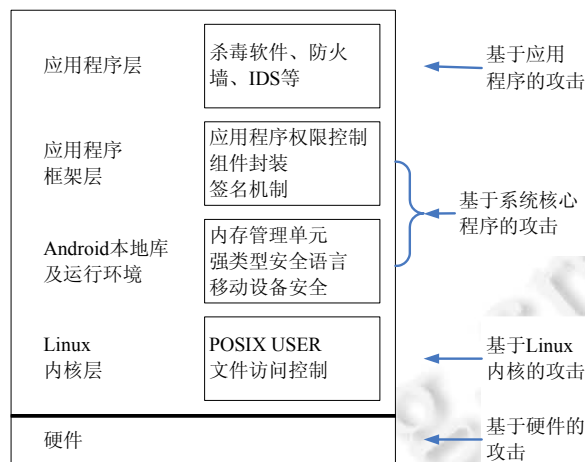 应用程序层
杀毒软件、防火
墙、IDS等
基于应用
程序的攻击
应用程序
框架层
应用程序权限控制
组件封装
签名机制
基于系统核心
程序的攻击
Android本地库
及运行环境
内存管理单元
强类型安全语言
移动设备安全
Linux
内核层
POSIX USER
文件访问控制
基于Linux
内核的攻击
硬件
基于硬件的
攻击